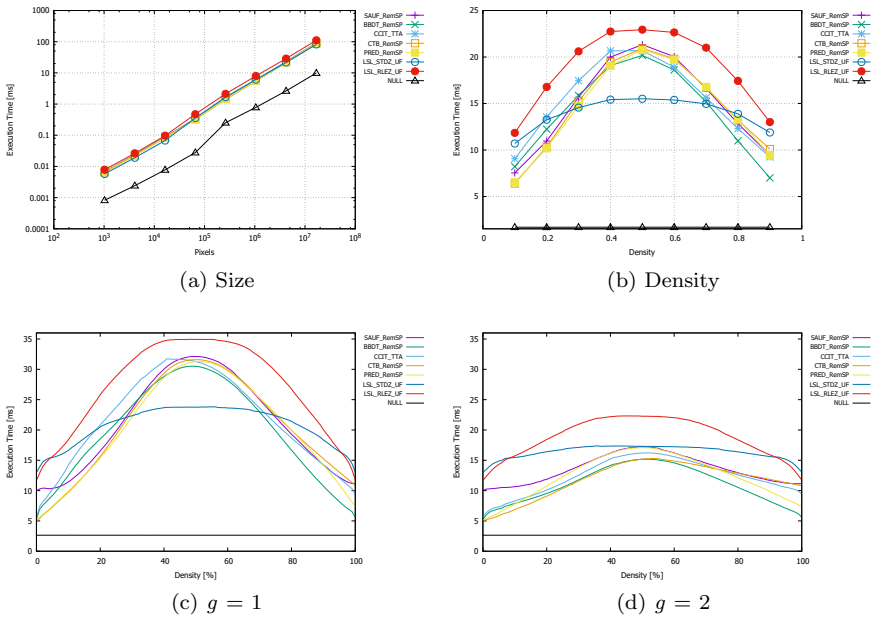 1000
100
10
1
0.1
0.01
0.001
0.0001
Execution Time [ms]
10² 10³ 10⁴ 10⁵ 10⁶ 10⁷ 10⁸
Pixels
SAUF_RemSP
BBDT_RemSP
CCIT_TTA
CTB_RemSP
PRED_RemSP
LSL_STDZ_UF
LSL_RLEZ_UF
NULL
(a) Size
25
20
15
10
5
Execution Time [ms]
0 0.2 0.4 0.6 0.8 1
Density
SAUF_RemSP
BBDT_RemSP
CCIT_TTA
CTB_RemSP
PRED_RemSP
LSL_STDZ_UF
LSL_RLEZ_UF
NULL
(b) Density
35
30
25
20
15
10
5
0
Execution Time [ms]
0 20 40 60 80 100
Density [%]
SAUF_RemSP
BBDT_RemSP
CCIT_TTA
CTB_RemSP
PRED_RemSP
LSL_STDZ_UF
LSL_RLEZ_UF
NULL
(c) g = 1
35
30
25
20
15
10
5
0
Execution Time [ms]
0 20 40 60 80 100
Density [%]
SAUF_RemSP
BBDT_RemSP
CCIT_TTA
CTB_RemSP
PRED_RemSP
LSL_STDZ_UF
LSL_RLEZ_UF
NULL
(d) g = 2